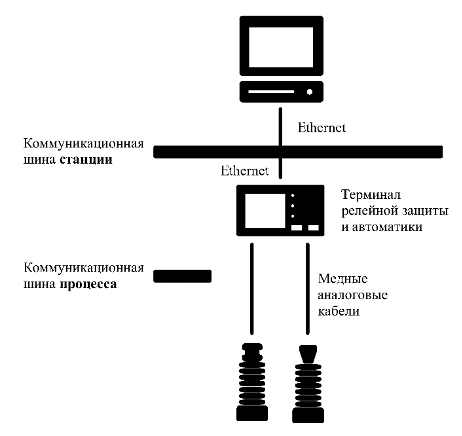 Ethernet
Коммуникационная
шина станции
Ethernet
Терминал
релейной защиты
и автоматики
Коммуникационная
шина процесса
Медные
аналоговые
кабели